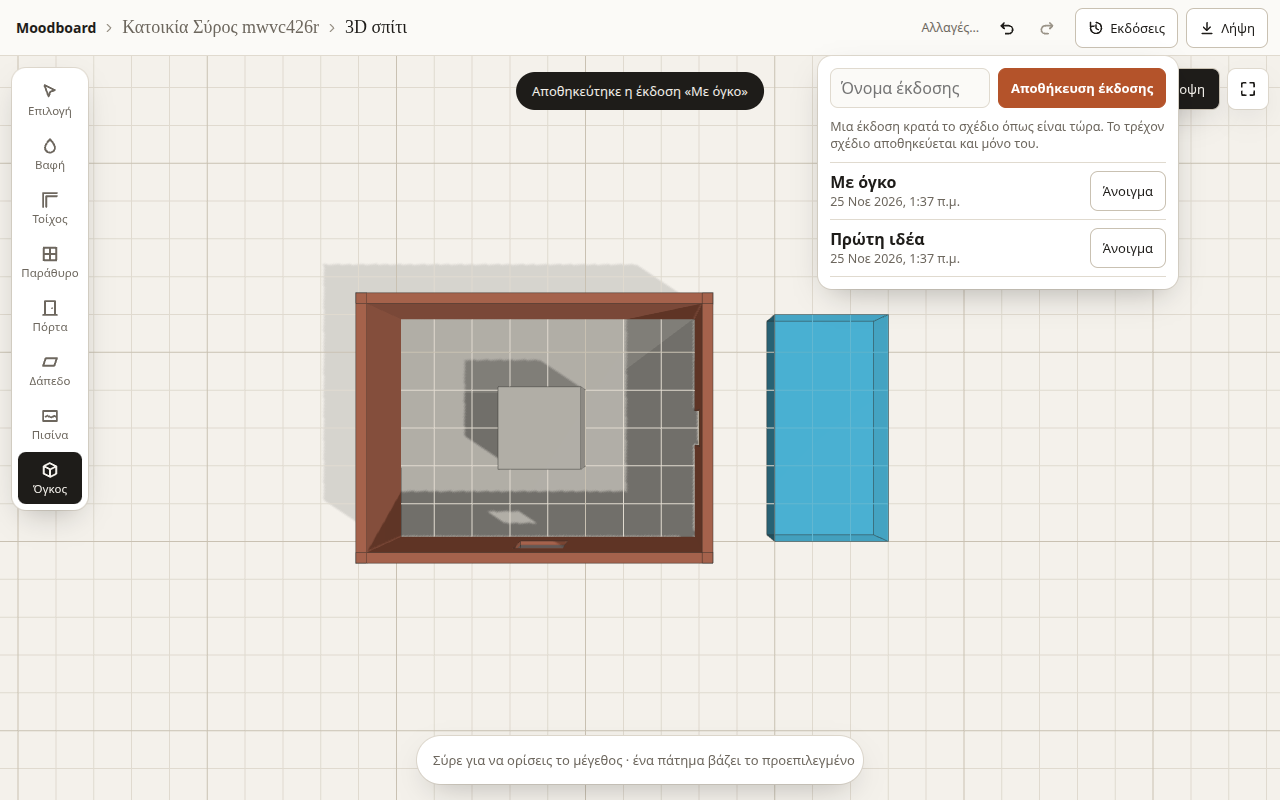 Moodboard > Κατοικία Σύρος mwvc426r > 3D σπίτι
Αλλαγές...
Εκδόσεις
Λήψη
Επιλογή
Βαφή
Τοίχος
Παράθυρο
Πόρτα
Δάπεδο
Πισίνα
Όγκος
Αποθηκεύτηκε η έκδοση «Με όγκο»
Όνομα έκδοσης
Αποθήκευση έκδοσης
Μια έκδοση κρατά το σχέδιο όπως είναι τώρα. Το τρέχον
σχέδιο αποθηκεύεται και μόνο του.
Με όγκο
25 Νοε 2026, 1:37 π.μ.
Άνοιγμα
Πρώτη ιδέα
25 Νοε 2026, 1:37 π.μ.
Άνοιγμα
Σύρε για να ορίσεις το μέγεθος · ένα πάτημα βάζει το προεπιλεγμένο